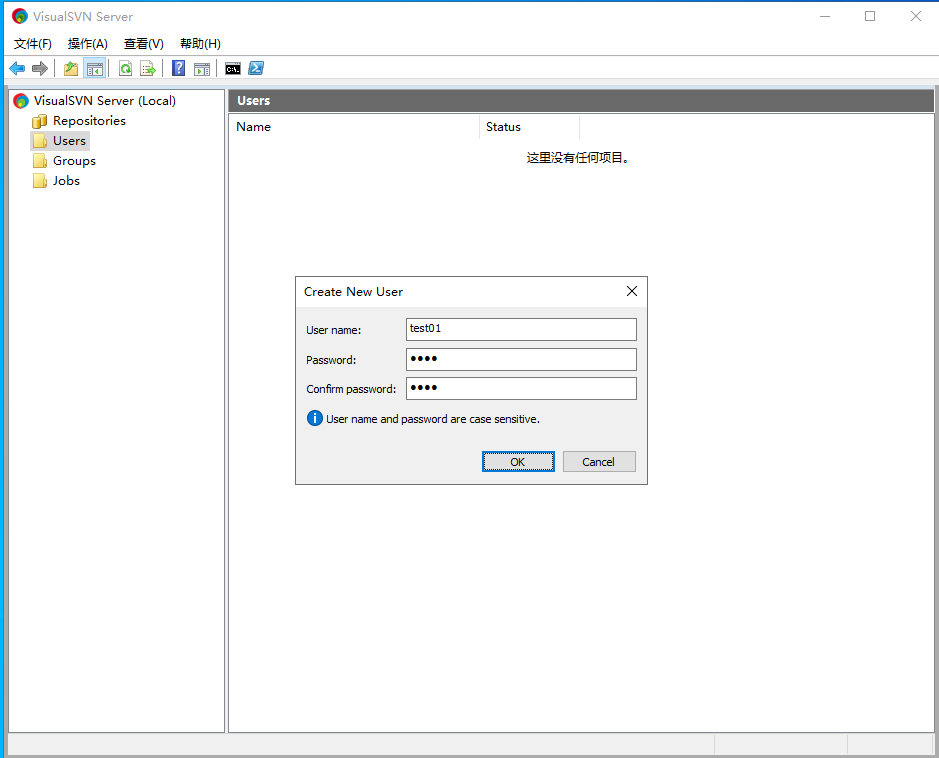 VisualSVN Server
文件(F) 操作(A) 查看(V) 帮助(H)
VisualSVN Server (Local)
Repositories
Users
Groups
Jobs
Users
Name Status
这里没有任何项目。
Create New User
User name: test01
Password: ••••
Confirm password: ••••
User name and password are case sensitive.
OK Cancel